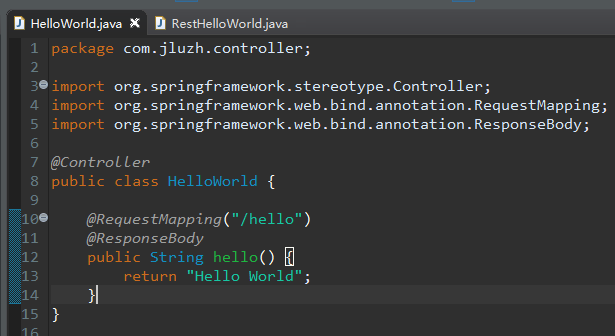 HelloWorld.java RestHelloWorld.java
1 package com.jluzh.controller;
2
3 import org.springframework.stereotype.Controller;
4 import org.springframework.web.bind.annotation.RequestMapping;
5 import org.springframework.web.bind.annotation.ResponseBody;
6
7 @Controller
8 public class HelloWorld {
9
10 @RequestMapping("/hello")
11 @ResponseBody
12 public String hello() {
13 return "Hello World";
14 }
15 }
16